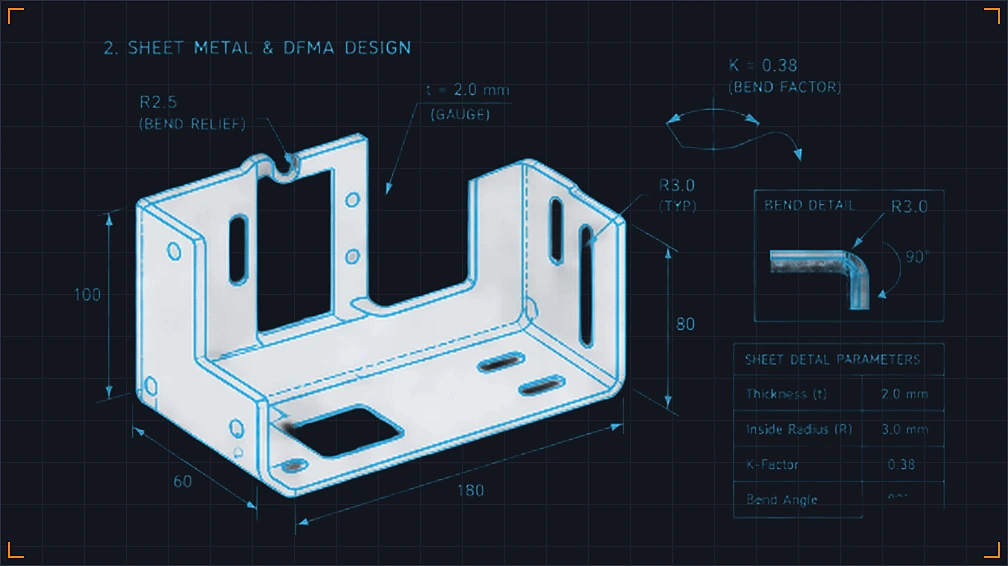 2. SHEET METAL & DFMA DESIGN
R2.5
(BEND RELIEF)
t = 2.0 mm
(GAUGE)
K = 0.38
(BEND FACTOR)
R3.0
(TYP)
BEND DETAIL
R3.0
90°
100
80
60
180
SHEET DETAL PARAMETERS
Thickness (t) 2.0 mm
Inside Radius (R) 3.0 mm
K-Factor 0.38
Bend Angle